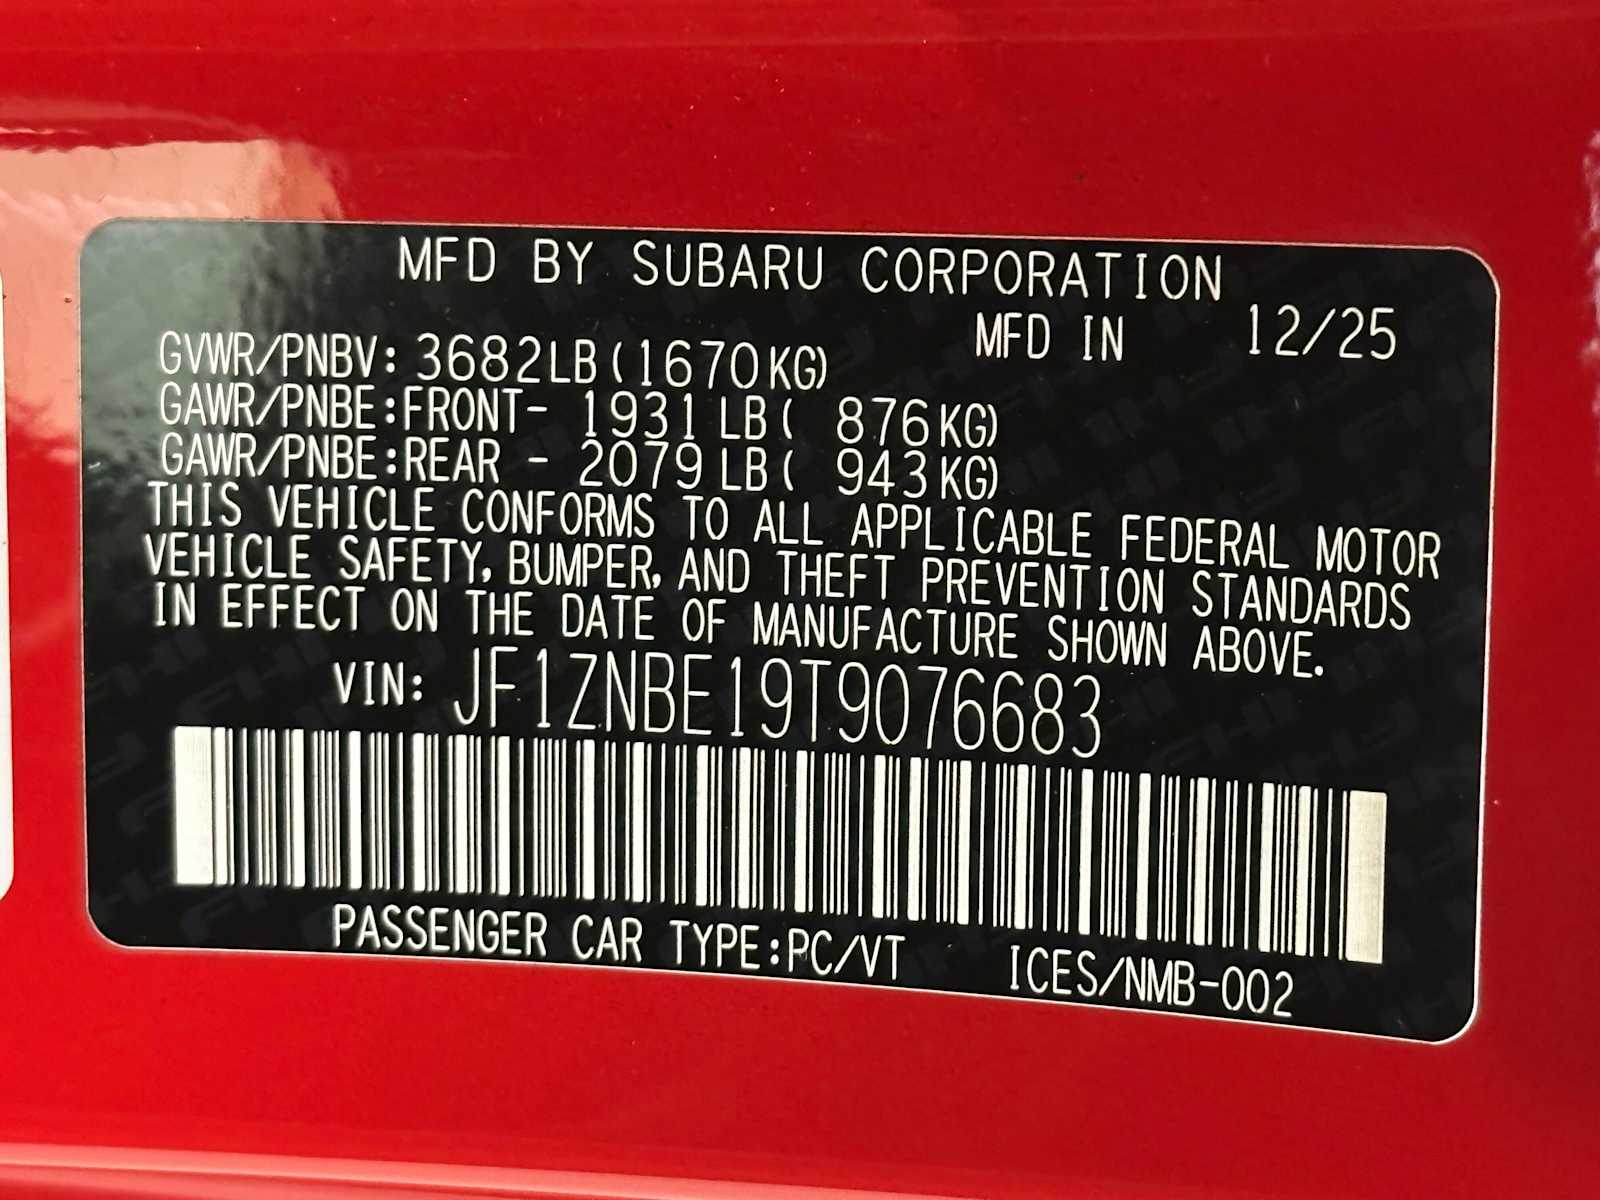 MFD BY SUBARU CORPORATION
MFD IN 12/25
GVWR/PNBV: 3682LB (1670KG)
GAWR/PNBE:FRONT- 1931 LB ( 876KG)
GAWR/PNBE:REAR - 2079 LB ( 943KG)
THIS VEHICLE CONFORMS TO ALL APPLICABLE FEDERAL MOTOR
VEHICLE SAFETY, BUMPER, AND THEFT PREVENTION STANDARDS
IN EFFECT ON THE DATE OF MANUFACTURE SHOWN ABOVE.
VIN: JF1ZNBE19T9076683
PASSENGER CAR TYPE:PC/VT ICES/NMB-002